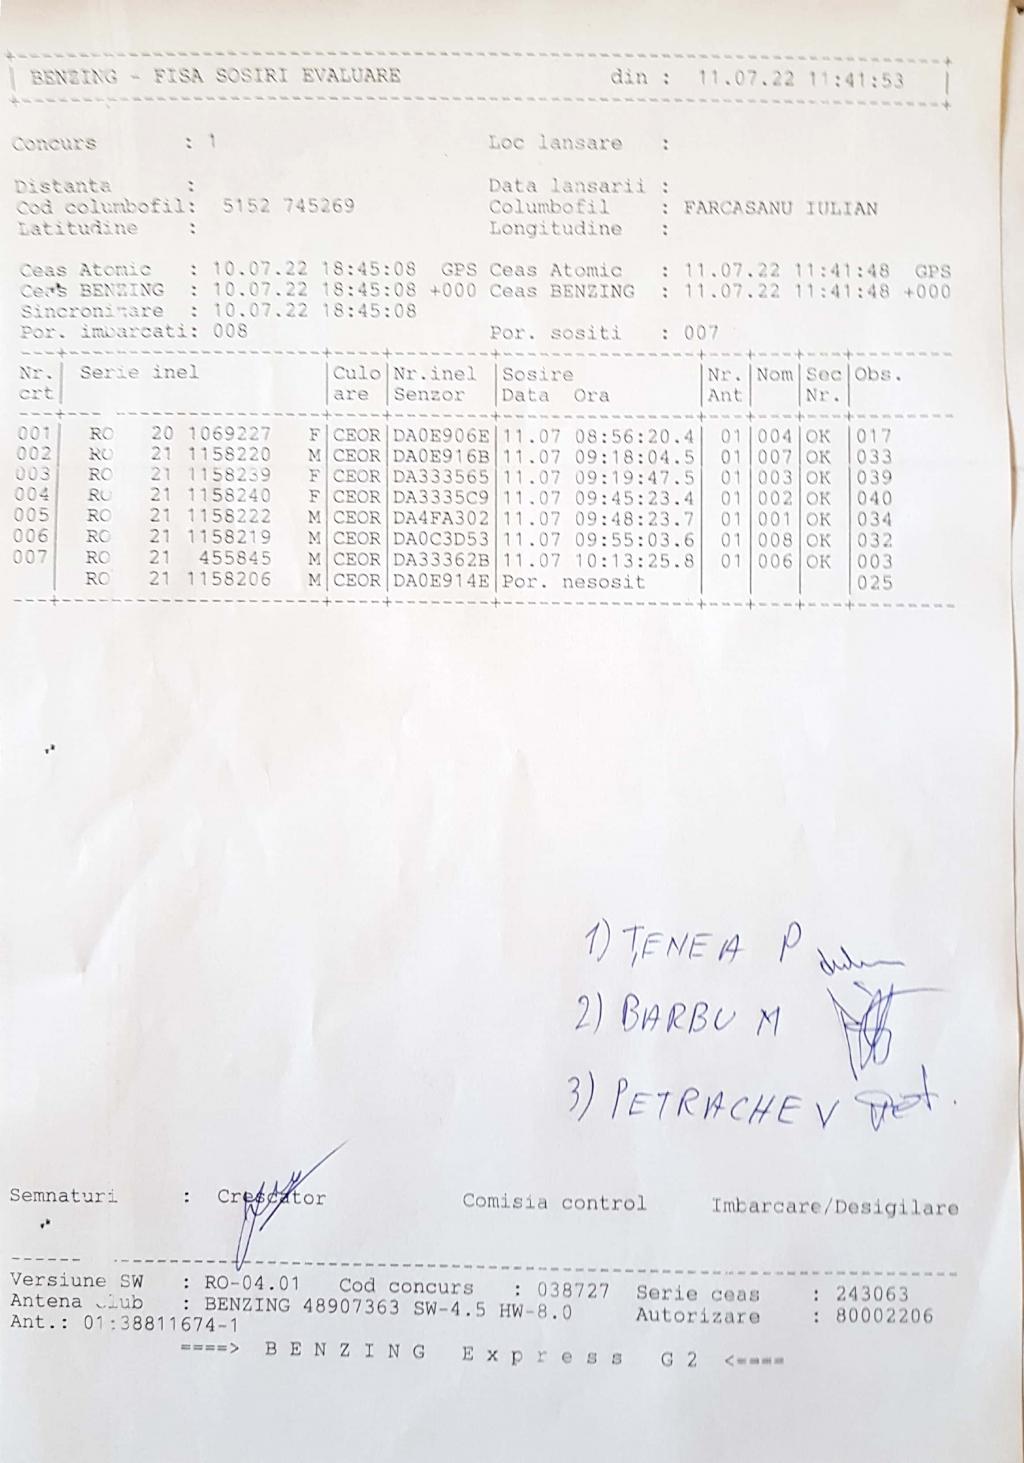 BENZING - FISA SOSIRI EVALUARE din : 11.07.22 11:41:53
Concurs : 1 Loc lansare :
Distanta : Data lansarii :
Cod columbofil: 5152 745269 Columbofil : FARCASANU IULIAN
Latitudine : Longitudine :
Ceas Atomic : 10.07.22 18:45:08 GPS Ceas Atomic : 11.07.22 11:41:48 GPS
Ceas BENZING : 10.07.22 18:45:08 +000 Ceas BENZING : 11.07.22 11:41:48 +000
Sincronizare : 10.07.22 18:45:08
Por. imbarcati: 008 Por. sositi : 007
Nr. Serie inel Culo Nr.inel Sosire Nr. Nom Sec Obs.
crt are Senzor Data Ora Ant Nr.
001 RO 20 1069227 F CEOR DA0E906E 11.07 08:56:20.4 01 004 OK 017
002 RO 21 1158220 M CEOR DA0E916B 11.07 09:18:04.5 01 007 OK 033
003 RO 21 1158239 F CEOR DA333565 11.07 09:19:47.5 01 003 OK 039
004 RO 21 1158240 F CEOR DA3335C9 11.07 09:45:23.4 01 002 OK 040
005 RO 21 1158222 M CEOR DA4FA302 11.07 09:48:23.7 01 001 OK 034
006 RO 21 1158219 M CEOR DA0C3D53 11.07 09:55:03.6 01 008 OK 032
007 RO 21 455845 M CEOR DA33362B 11.07 10:13:25.8 01 006 OK 003
RO 21 1158206 M CEOR DA0E914E Por. nesosit 025
1) ȚENEA P
2) BARBU M
3) PETRACHE V
Semnaturi : Crescator Comisia control Imbarcare/Desigilare
Versiune SW : RO-04.01 Cod concurs : 038727 Serie ceas : 243063
Antena club : BENZING 48907363 SW-4.5 HW-8.0 Autorizare : 80002206
Ant.: 01:38811674-1
====> B E N Z I N G E x p r e s s G 2 <====